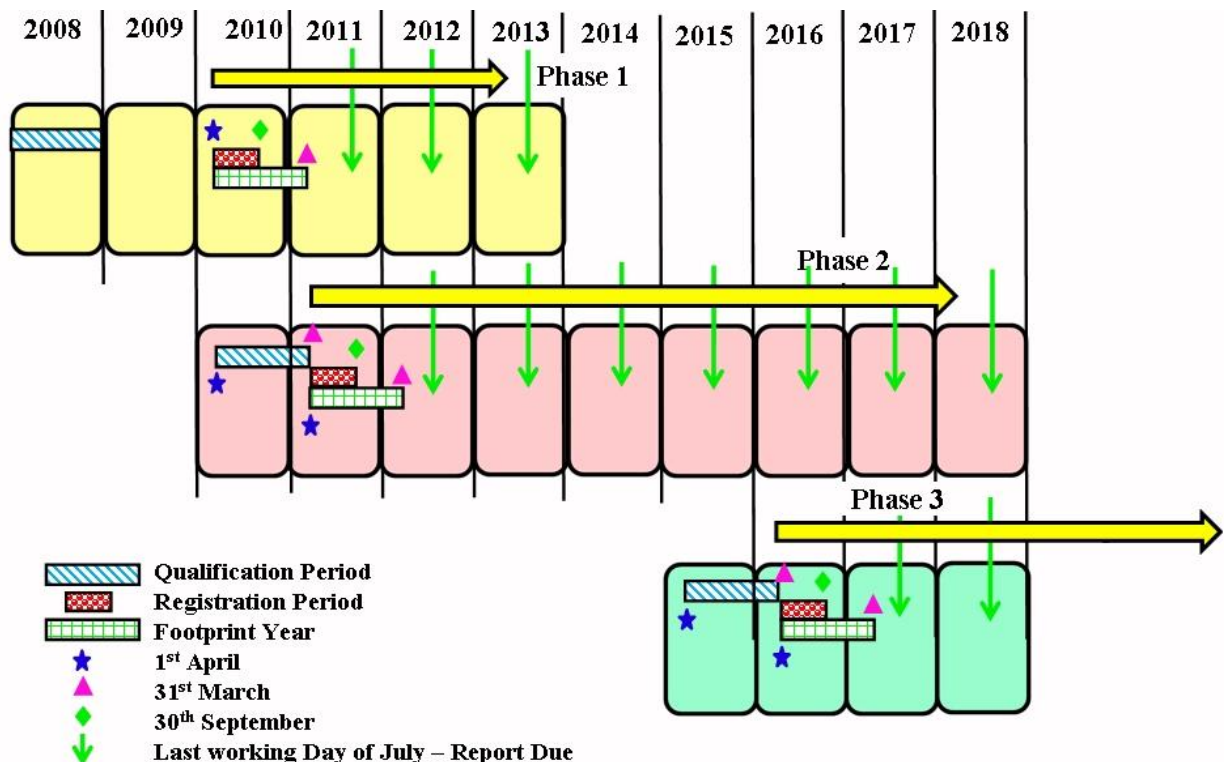 2008 2009 2010 2011 2012 2013 2014 2015 2016 2017 2018
Phase 1
Phase 2
Phase 3
Qualification Period
Registration Period
Footprint Year
1st April
31st March
30th September
Last working Day of July – Report Due